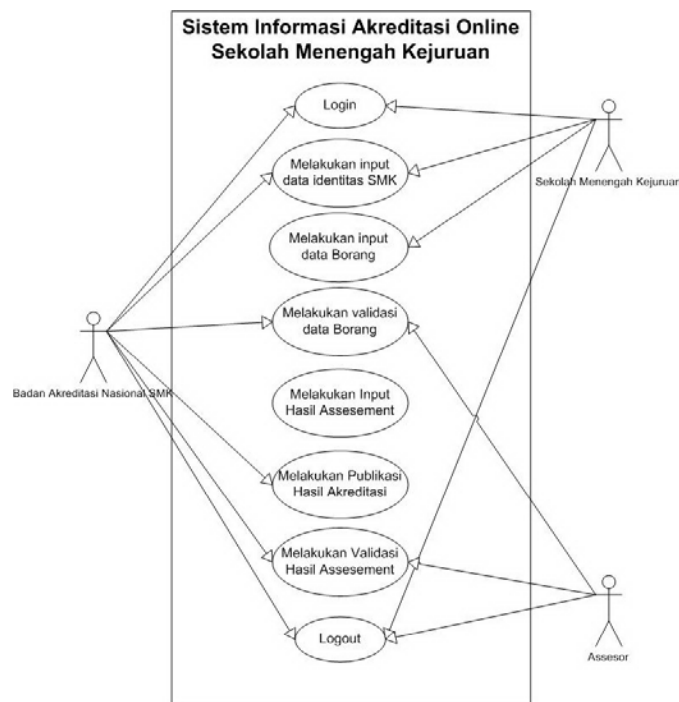 Sistem Informasi Akreditasi Online
Sekolah Menengah Kejuruan
Login
Melakukan input
data identitas SMK
Sekolah Menengah Kejuruan
Melakukan input
data Borang
Melakukan validasi
data Borang
Badan Akreditasi Nasional SMK
Melakukan Input
Hasil Assesement
Melakukan Publikasi
Hasil Akreditasi
Melakukan Validasi
Hasil Assesement
Logout
Assesor